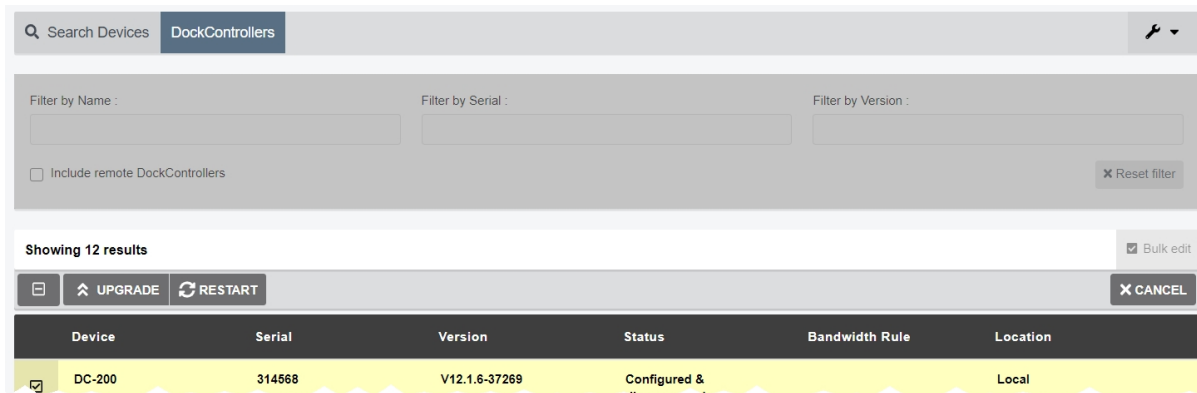 Search Devices DockControllers
Filter by Name : Filter by Serial : Filter by Version :
Include remote DockControllers Reset filter
Showing 12 results Bulk edit
UPGRADE RESTART CANCEL
Device Serial Version Status Bandwidth Rule Location
DC-200 314568 V12.1.6-37269 Configured & Local